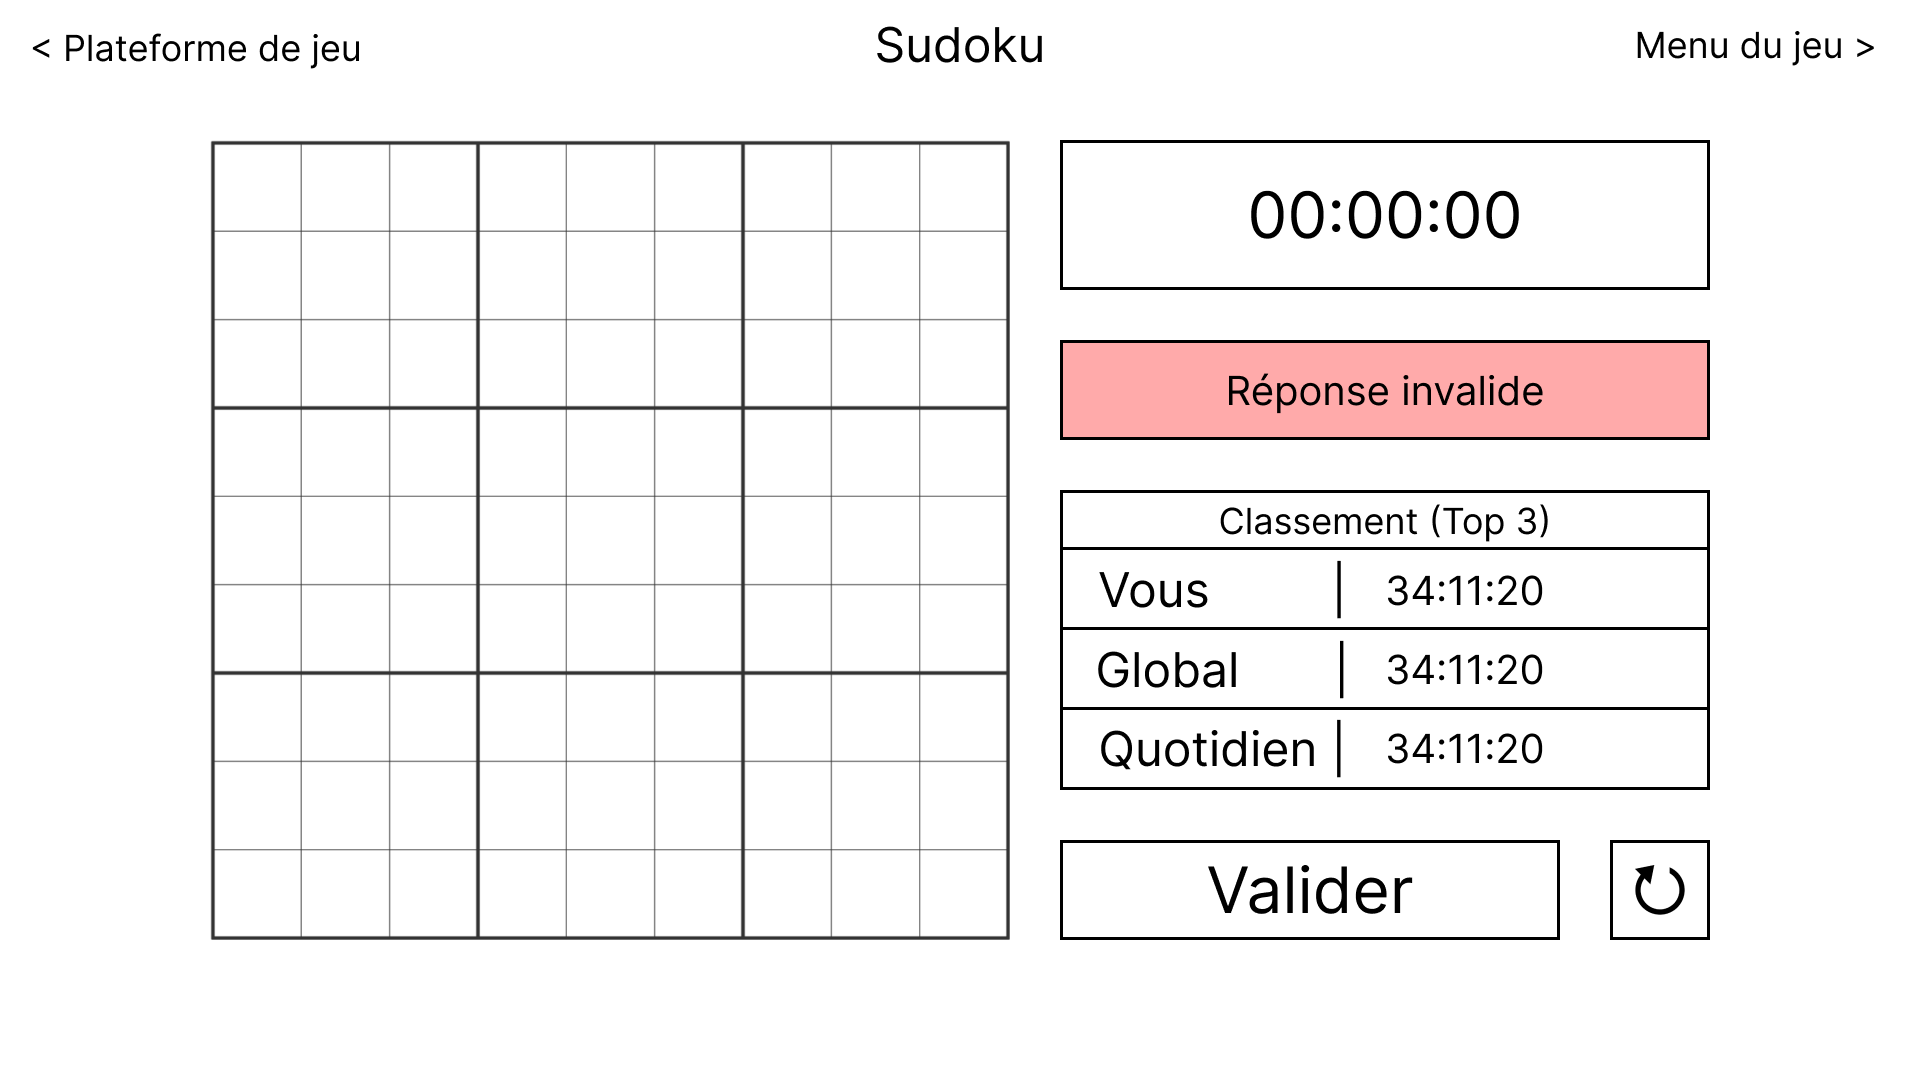 < Plateforme de jeu
Sudoku
Menu du jeu >
00:00:00
Réponse invalide
Classement (Top 3)
Vous | 34:11:20
Global | 34:11:20
Quotidien | 34:11:20
Valider